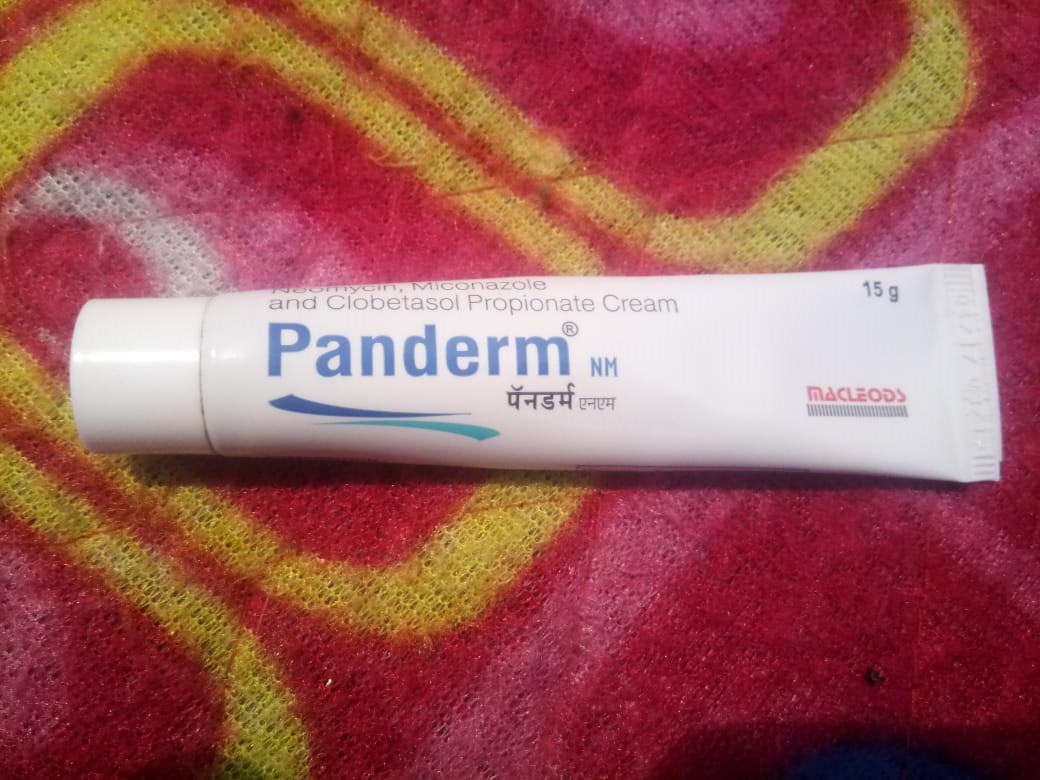 Neomycin, Miconazole
and Clobetasol Propionate Cream
15 g
Panderm®
NM
पॅनडर्म एनएम
MACLEODS